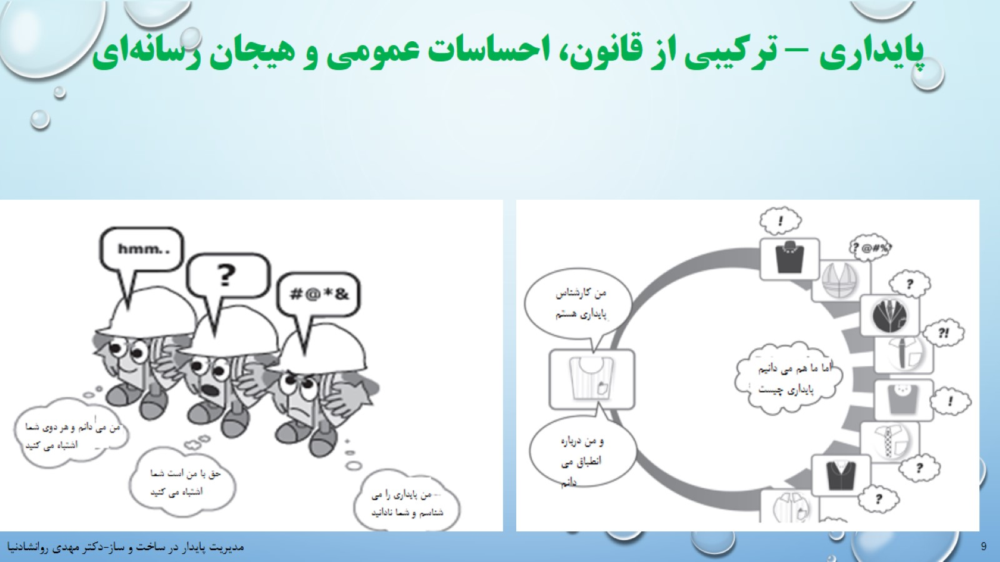 پایداری – ترکیبی از قانون، احساسات عمومی و هیجان رسانه‌ای
!
? @#%?
?
?!
!
?
?
من کارشناس
پایداری هستم
و من درباره
انطباق می
دانم
اما ما هم می دانیم
پایداری چیست
hmm..
?
#@*&
من می دانم و هر دوی شما
اشتباه می کنید
حق با من است شما
اشتباه می کنید
من پایداری را می
شناسم و شما نادانید
مدیریت پایدار در ساخت و ساز-دکتر مهدی روانشادنیا
9